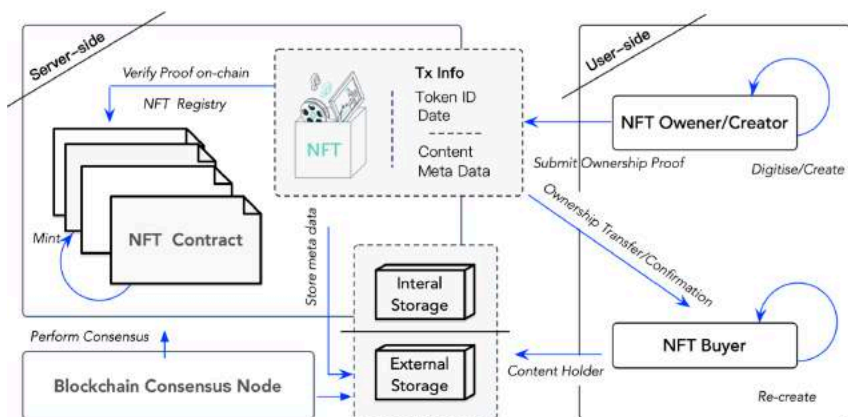 Server-side
User-side
Verify Proof on-chain
NFT Registry
NFT
Tx Info
Token ID
Date
Content
Meta Data
NFT Owener/Creator
Submit Ownership Proof
Digitise/Create
Mint
NFT Contract
Store meta data
Ownership Transfer/Confirmation
Interal
Storage
Perform Consensus
External
Storage
NFT Buyer
Content Holder
Blockchain Consensus Node
Re-create